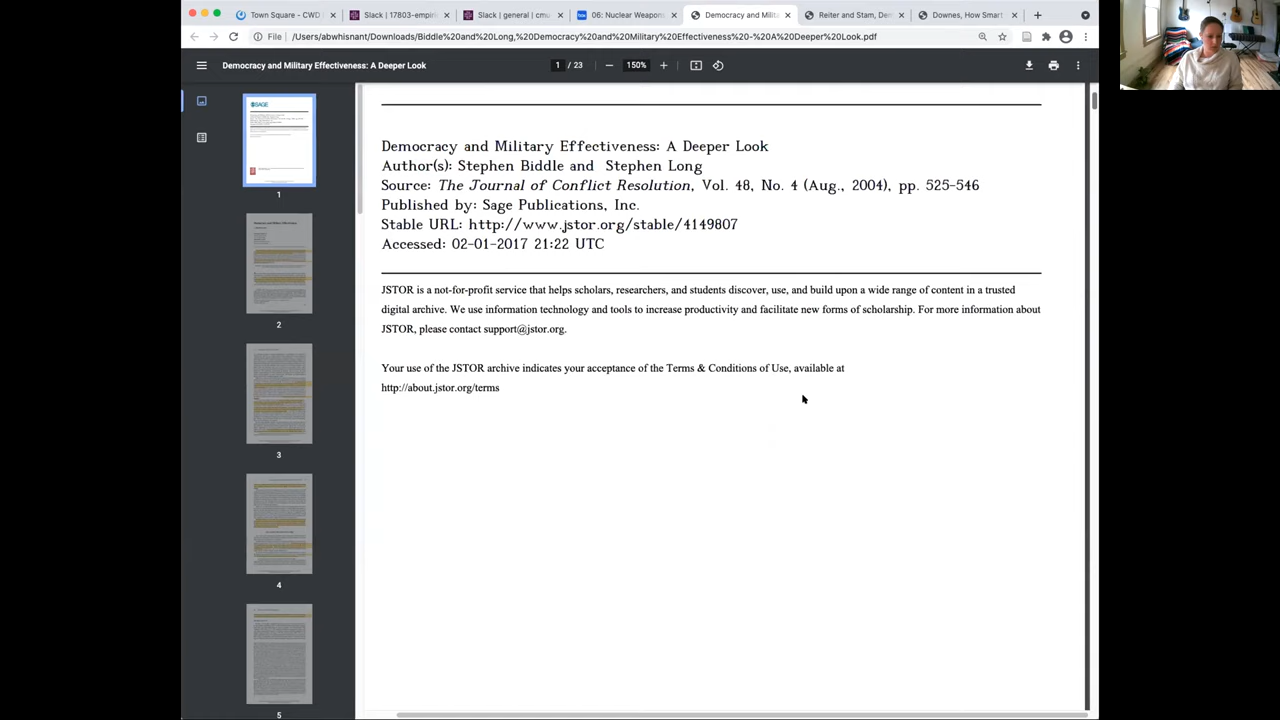 Town Square - CWD
Slack | 17803-empiri
Slack | general | cmu
06: Nuclear Weapons
Democracy and Milita
Reiter and Stam, Dem
Downes, How Smart
File
/Users/abwhisnant/Downloads/Biddle%20and%20Long,%20Democracy%20and%20Military%20Effectiveness%20-%20A%20Deeper%20Look.pdf
Democracy and Military Effectiveness: A Deeper Look
1 / 23
150%
SAGE
1
2
3
4
5
Democracy and Military Effectiveness: A Deeper Look
Author(s): Stephen Biddle and Stephen Long
Source: The Journal of Conflict Resolution, Vol. 48, No. 4 (Aug., 2004), pp. 525-546
Published by: Sage Publications, Inc.
Stable URL: http://www.jstor.org/stable/4149807
Accessed: 02-01-2017 21:22 UTC
JSTOR is a not-for-profit service that helps scholars, researchers, and students discover, use, and build upon a wide range of content in a trusted
digital archive. We use information technology and tools to increase productivity and facilitate new forms of scholarship. For more information about
JSTOR, please contact support@jstor.org.
Your use of the JSTOR archive indicates your acceptance of the Terms & Conditions of Use, available at
http://about.jstor.org/terms